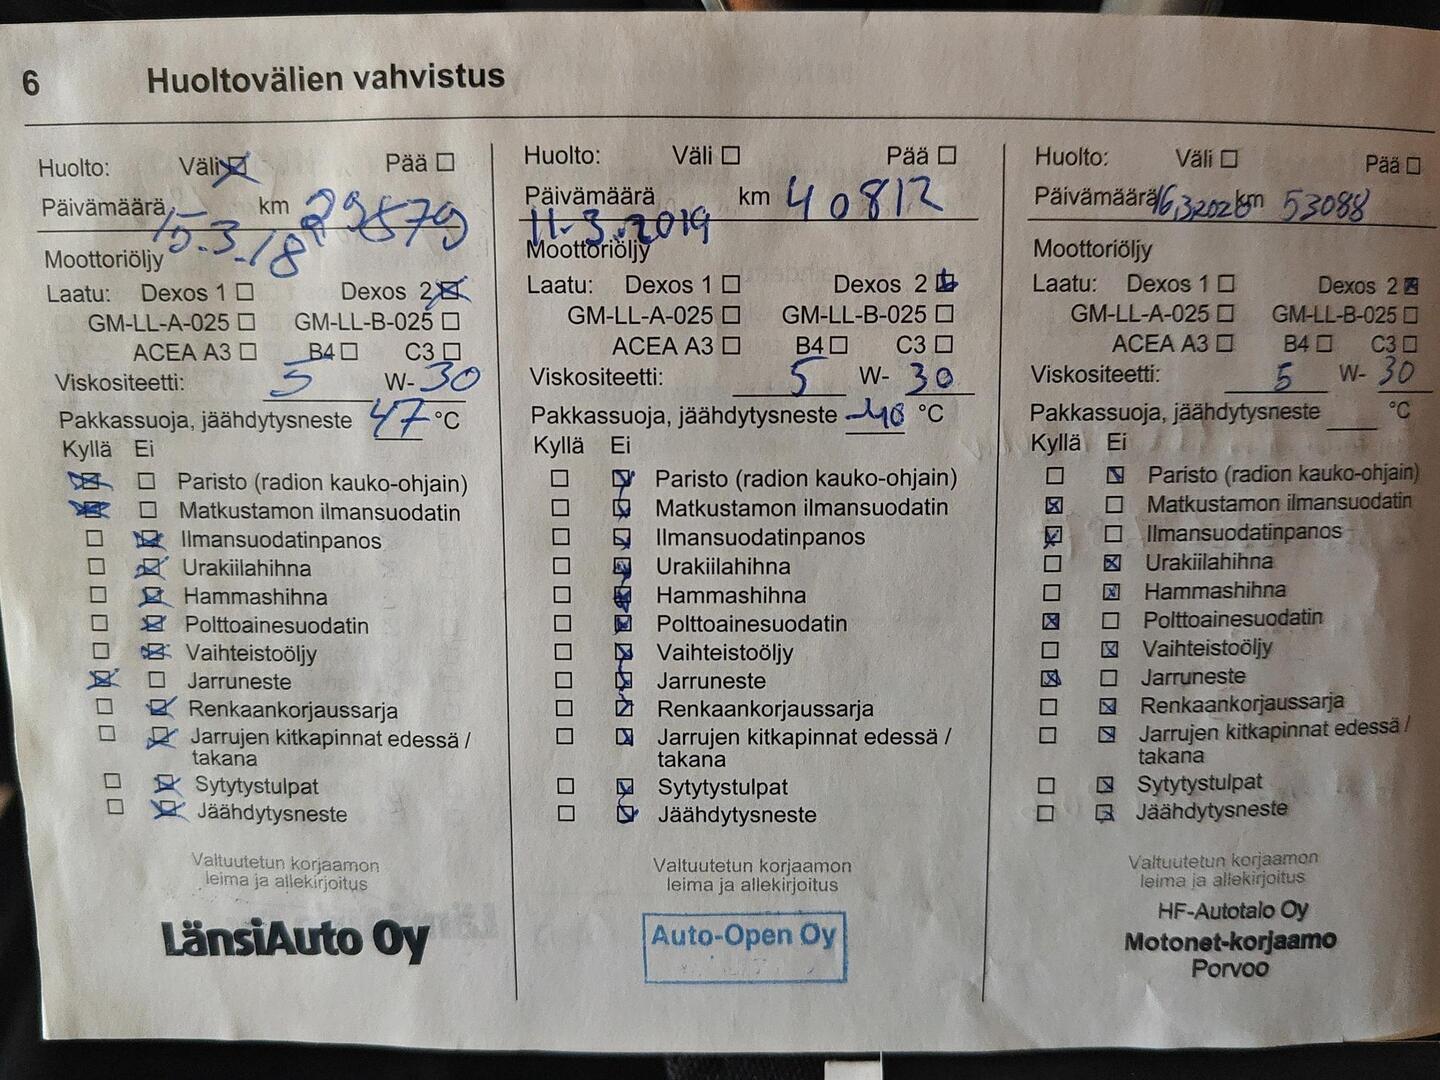 6 Huoltovälien vahvistus
Huolto: Väli ☒ Pää ☐
Päivämäärä 15.3.18 km 29579
Moottoriöljy
Laatu: Dexos 1 ☐ Dexos 2 ☒
GM-LL-A-025 ☐ GM-LL-B-025 ☐
ACEA A3 ☐ B4 ☐ C3 ☐
Viskositeetti: 5 W- 30
Pakkassuoja, jäähdytysneste 47 °C
Kyllä Ei
☒ ☐ Paristo (radion kauko-ohjain)
☒ ☐ Matkustamon ilmansuodatin
☐ ☒ Ilmansuodatinpanos
☐ ☒ Urakiilahihna
☐ ☒ Hammashihna
☐ ☒ Polttoainesuodatin
☐ ☒ Vaihteistoöljy
☒ ☐ Jarruneste
☐ ☒ Renkaankorjaussarja
☐ ☒ Jarrujen kitkapinnat edessä /
takana
☐ ☒ Sytytystulpat
☐ ☒ Jäähdytysneste
Valtuutetun korjaamon
leima ja allekirjoitus
LänsiAuto Oy
Huolto: Väli ☐ Pää ☐
Päivämäärä km 40812
11.3.2019
Moottoriöljy
Laatu: Dexos 1 ☐ Dexos 2 ☒
GM-LL-A-025 ☐ GM-LL-B-025 ☐
ACEA A3 ☐ B4 ☐ C3 ☐
Viskositeetti: 5 W- 30
Pakkassuoja, jäähdytysneste -40 °C
Kyllä Ei
☐ ☒ Paristo (radion kauko-ohjain)
☐ ☒ Matkustamon ilmansuodatin
☐ ☒ Ilmansuodatinpanos
☐ ☒ Urakiilahihna
☐ ☒ Hammashihna
☐ ☒ Polttoainesuodatin
☐ ☒ Vaihteistoöljy
☐ ☒ Jarruneste
☐ ☒ Renkaankorjaussarja
☐ ☒ Jarrujen kitkapinnat edessä /
takana
☐ ☒ Sytytystulpat
☐ ☒ Jäähdytysneste
Valtuutetun korjaamon
leima ja allekirjoitus
Auto-Open Oy
Huolto: Väli ☐ Pää ☐
Päivämäärä km 53088
Moottoriöljy
Laatu: Dexos 1 ☐ Dexos 2 ☒
GM-LL-A-025 ☐ GM-LL-B-025 ☐
ACEA A3 ☐ B4 ☐ C3 ☐
Viskositeetti: 5 W- 30
Pakkassuoja, jäähdytysneste °C
Kyllä Ei
☐ ☒ Paristo (radion kauko-ohjain)
☒ ☐ Matkustamon ilmansuodatin
☒ ☐ Ilmansuodatinpanos
☐ ☒ Urakiilahihna
☐ ☒ Hammashihna
☒ ☐ Polttoainesuodatin
☐ ☒ Vaihteistoöljy
☒ ☐ Jarruneste
☐ ☒ Renkaankorjaussarja
☐ ☒ Jarrujen kitkapinnat edessä /
takana
☐ ☒ Sytytystulpat
☐ ☒ Jäähdytysneste
Valtuutetun korjaamon
leima ja allekirjoitus
HF-Autotalo Oy
Motonet-korjaamo
Porvoo